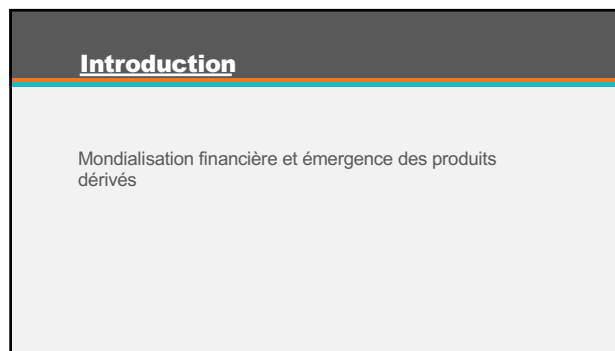 Introduction
Mondialisation financière et émergence des produits
dérivés